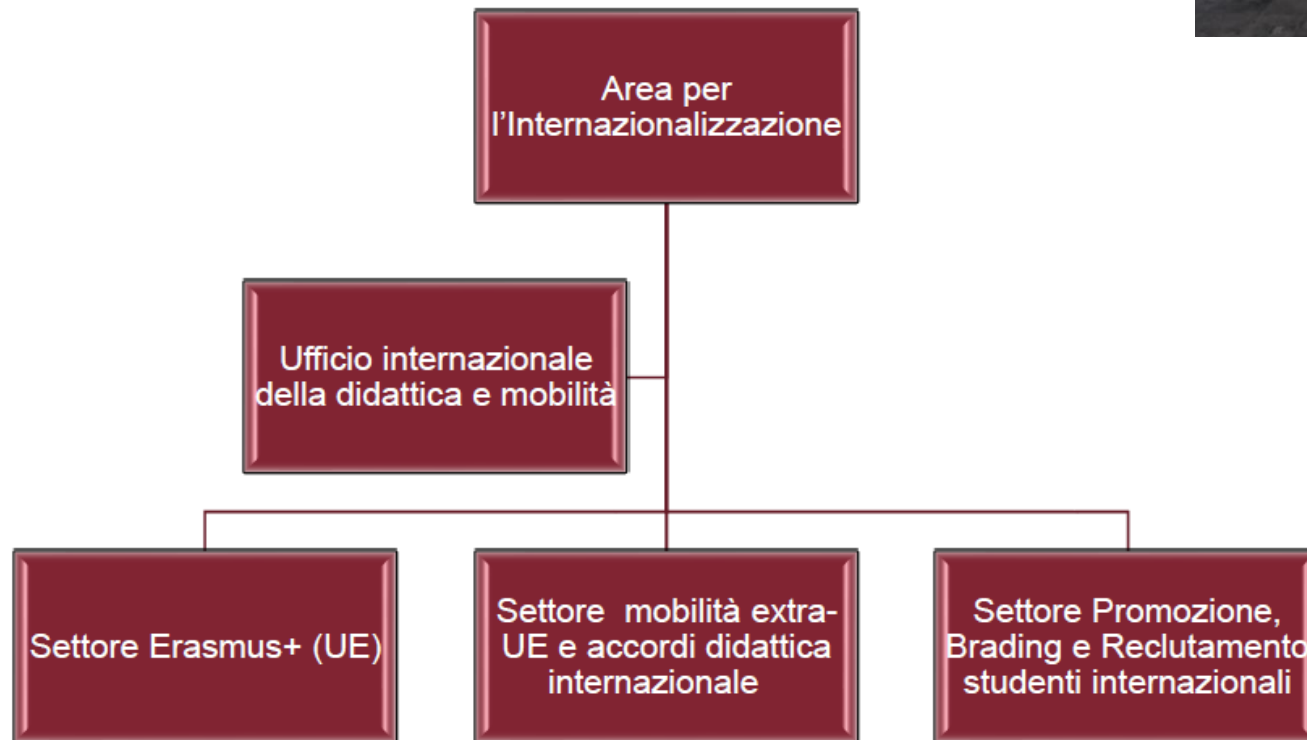 Area per
l'Internazionalizzazione
Ufficio internazionale
della didattica e mobilità
Settore Erasmus+ (UE)
Settore  mobilità extra-
UE e accordi didattica
internazionale
Settore Promozione,
Brading e Reclutamento
studenti internazionali